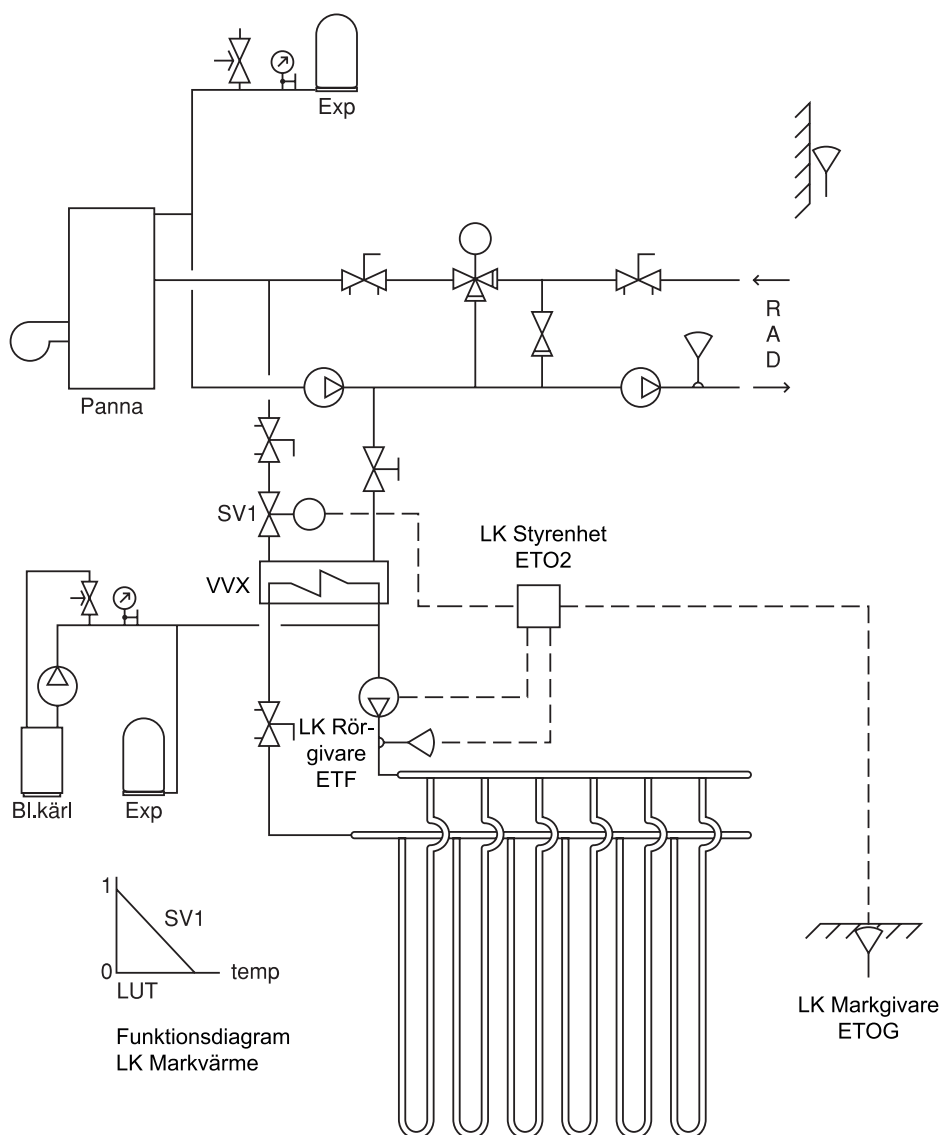 Exp
R
A
D
Panna
SV1
LK Styrenhet
ETO2
VVX
LK Rör-
givare
ETF
Bl.kärl
Exp
1
SV1
0
temp
LUT
LK Markgivare
ETOG
Funktionsdiagram
LK Markvärme